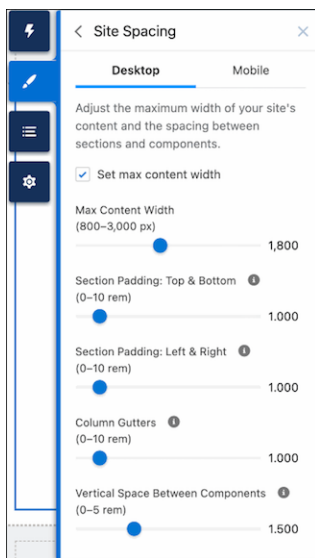 Site Spacing
Desktop Mobile
Adjust the maximum width of your site's
content and the spacing between
sections and components.
Set max content width
Max Content Width
(800–3,000 px)
1,800
Section Padding: Top & Bottom
(0–10 rem)
1.000
Section Padding: Left & Right
(0–10 rem)
1.000
Column Gutters
(0–10 rem)
1.000
Vertical Space Between Components
(0–5 rem)
1.500